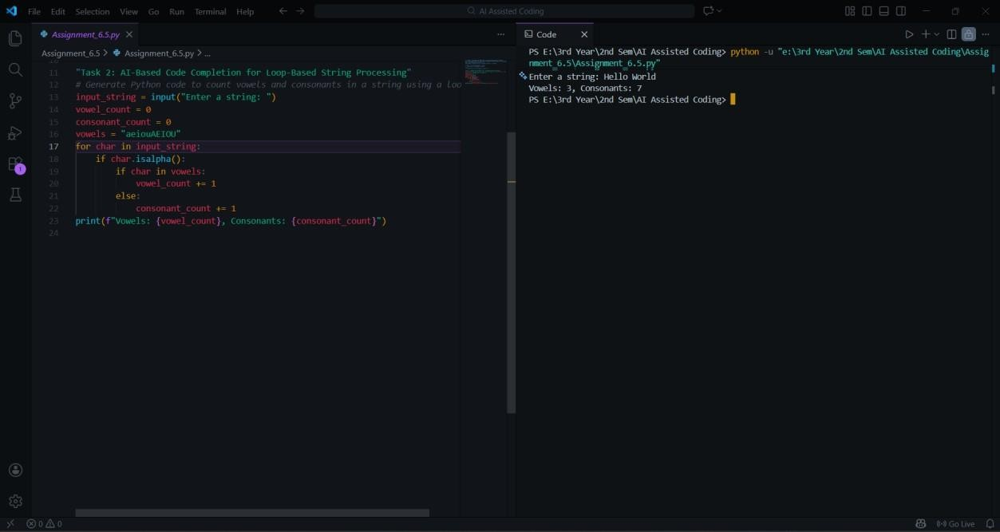 File Edit Selection View Go Run Terminal Help
AI Assisted Coding
Assignment_6.5.py
Assignment_6.5 > Assignment_6.5.py > ...
11 "Task 2: AI-Based Code Completion for Loop-Based String Processing"
12 # Generate Python code to count vowels and consonants in a string using a loo
13 input_string = input("Enter a string: ")
14 vowel_count = 0
15 consonant_count = 0
16 vowels = "aeiouAEIOU"
17 for char in input_string:
18 if char.isalpha():
19 if char in vowels:
20 vowel_count += 1
21 else:
22 consonant_count += 1
23 print(f"Vowels: {vowel_count}, Consonants: {consonant_count}")
24
1
Code
PS E:\3rd Year\2nd Sem\AI Assisted Coding> python -u "e:\3rd Year\2nd Sem\AI Assisted Coding\Assig
nment_6.5\Assignment_6.5.py"
Enter a string: Hello World
Vowels: 3, Consonants: 7
PS E:\3rd Year\2nd Sem\AI Assisted Coding>
0 0
Go Live